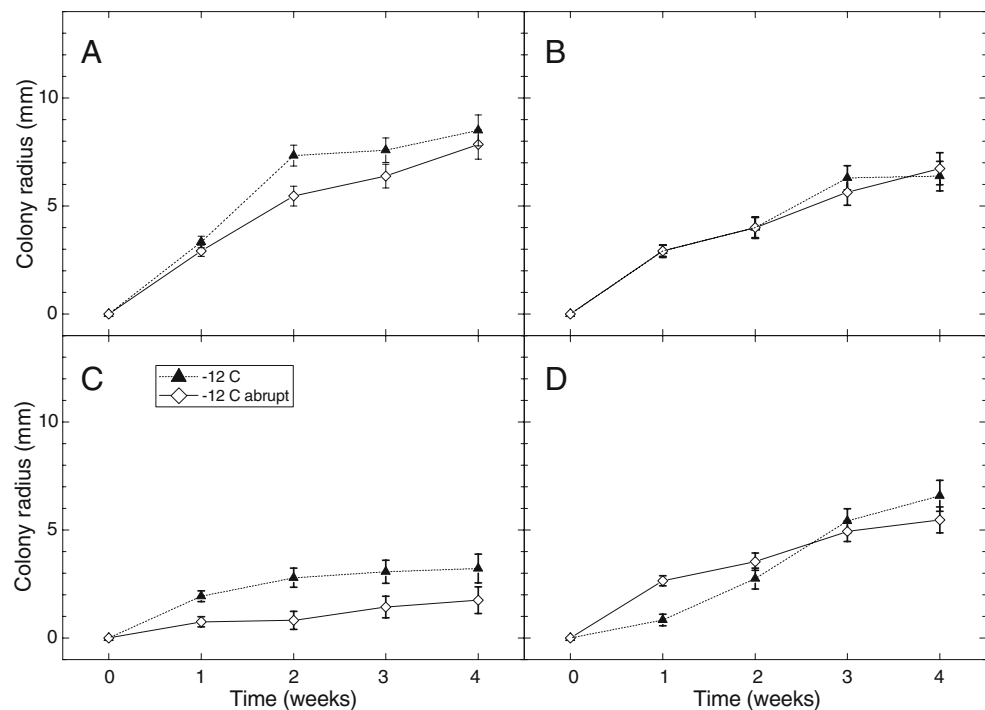 A
B
Colony radius (mm)
10
5
0
C
D
-12 C
-12 C abrupt
Colony radius (mm)
10
5
0
0 1 2 3 4 0 1 2 3 4
Time (weeks) Time (weeks)